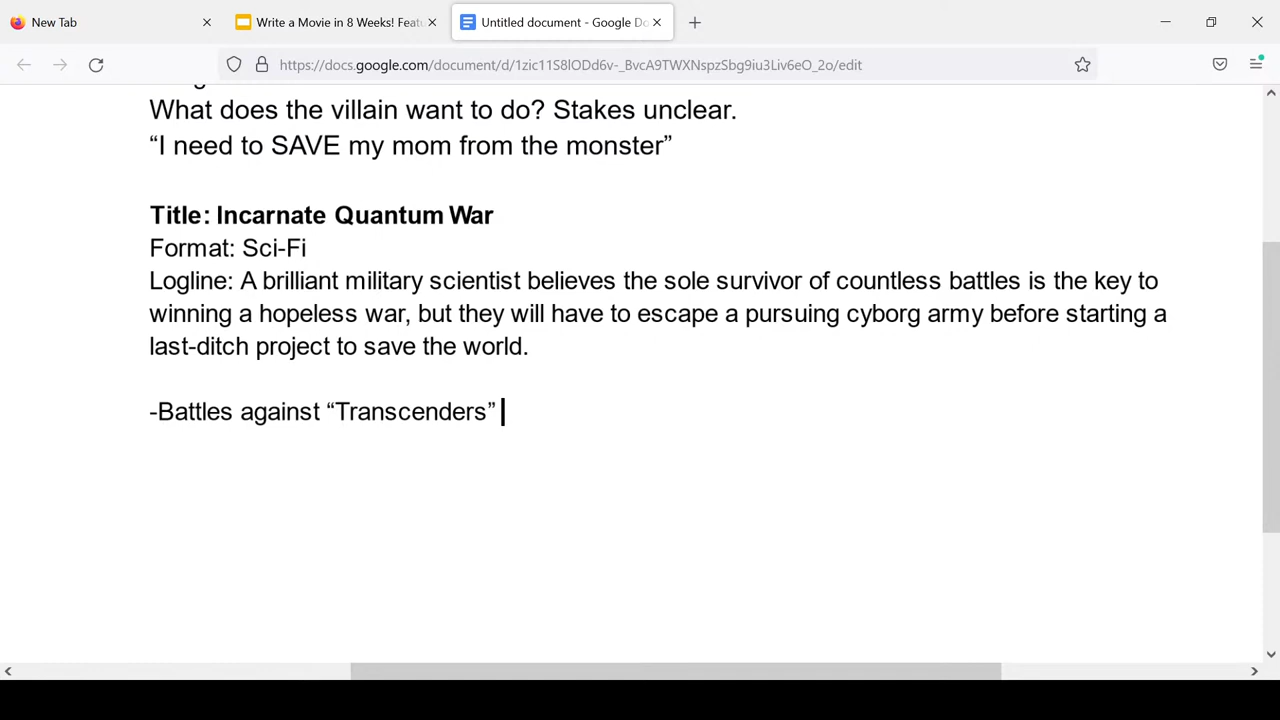 New Tab
Write a Movie in 8 Weeks! Featu
Untitled document - Google Do
https://docs.google.com/document/d/
What does the villain want to do? Stakes unclear.
“I need to SAVE my mom from the monster”
Title: Incarnate Quantum War
Format: Sci-Fi
Logline: A brilliant military scientist believes the sole survivor of countless battles is the key to
winning a hopeless war, but they will have to escape a pursuing cyborg army before starting a
last-ditch project to save the world.
-Battles against “Transcenders”